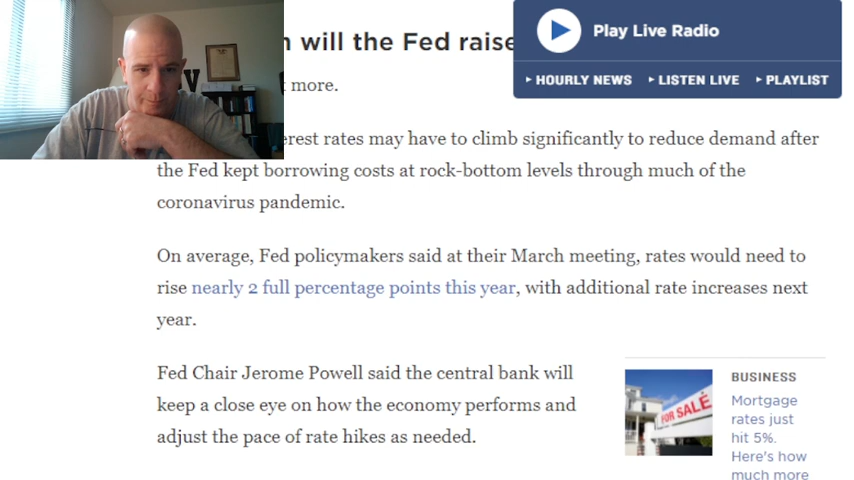 will the Fed raise
Play Live Radio
HOURLY NEWS LISTEN LIVE PLAYLIST
more.
erest rates may have to climb significantly to reduce demand after
the Fed kept borrowing costs at rock-bottom levels through much of the
coronavirus pandemic.
On average, Fed policymakers said at their March meeting, rates would need to
rise nearly 2 full percentage points this year, with additional rate increases next
year.
Fed Chair Jerome Powell said the central bank will
keep a close eye on how the economy performs and
adjust the pace of rate hikes as needed.
BUSINESS
Mortgage
rates just
hit 5%.
Here's how
much more
FOR SALE